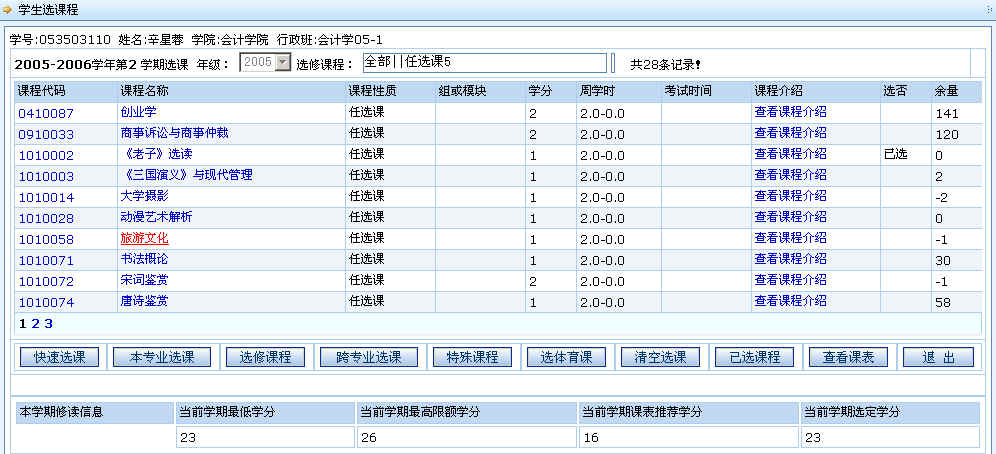 学生选课程
学号:053503110 姓名:辛星蓉 学院:会计学院 行政班:会计学05-1
2005-2006学年第2 学期选课 年级： 2005 选修课程： 全部||任选课5 共28条记录!
课程代码 课程名称 课程性质 组或模块 学分 周学时 考试时间 课程介绍 选否 余量
0410087 创业学 任选课 2 2.0-0.0 查看课程介绍 141
0910033 商事诉讼与商事仲裁 任选课 2 2.0-0.0 查看课程介绍 120
1010002 《老子》选读 任选课 1 2.0-0.0 查看课程介绍 已选 0
1010003 《三国演义》与现代管理 任选课 1 2.0-0.0 查看课程介绍 2
1010014 大学摄影 任选课 1 2.0-0.0 查看课程介绍 -2
1010028 动漫艺术解析 任选课 1 2.0-0.0 查看课程介绍 0
1010058 旅游文化 任选课 1 2.0-0.0 查看课程介绍 -1
1010071 书法概论 任选课 1 2.0-0.0 查看课程介绍 30
1010072 宋词鉴赏 任选课 2 2.0-0.0 查看课程介绍 -1
1010074 唐诗鉴赏 任选课 1 2.0-0.0 查看课程介绍 58
1 2 3
快速选课 本专业选课 选修课程 跨专业选课 特殊课程 选体育课 清空选课 已选课程 查看课表 退 出
本学期修读信息 当前学期最低学分 当前学期最高限额学分 当前学期课表推荐学分 当前学期选定学分
23 26 16 23